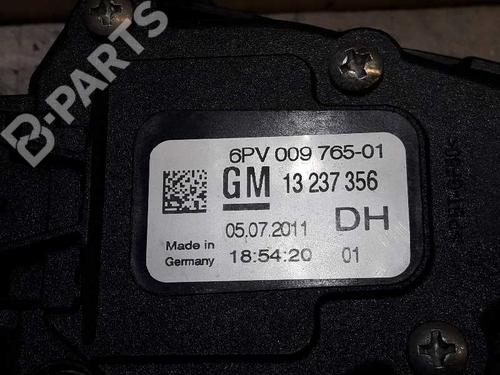 B-PARTS
6PV 009 765-01
GM 13 237 356
05.07.2011 DH
Made in
Germany
18:54:20 01
B-PARTS